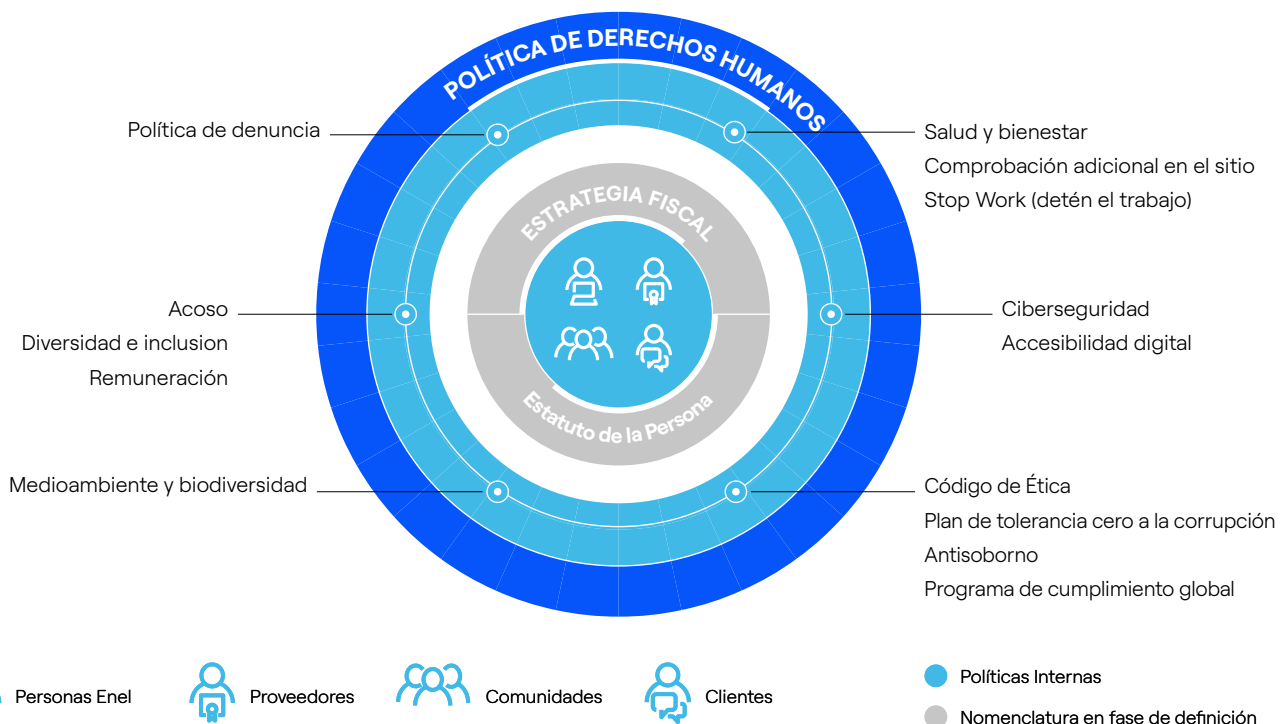 POLÍTICA DE DERECHOS HUMANOS
Política de denuncia
Salud y bienestar
Comprobación adicional en el sitio
Stop Work (detén el trabajo)
ESTRATEGIA FISCAL
Acoso
Diversidad e inclusion
Remuneración
Ciberseguridad
Accesibilidad digital
Estatuto de la Persona
Medioambiente y biodiversidad
Código de Ética
Plan de tolerancia cero a la corrupción
Antisoborno
Programa de cumplimiento global
Personas Enel
Proveedores
Comunidades
Clientes
Políticas Internas
Nomenclatura en fase de definición